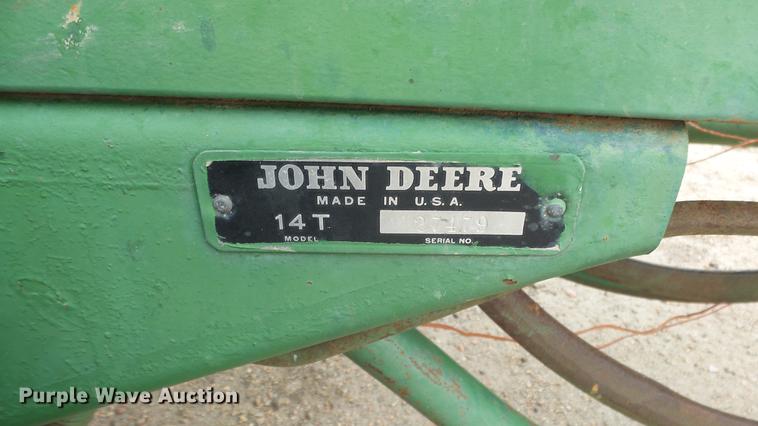 JOHN DEERE
MADE IN U.S.A.
14T
MODEL SERIAL NO.
Purple Wave Auction